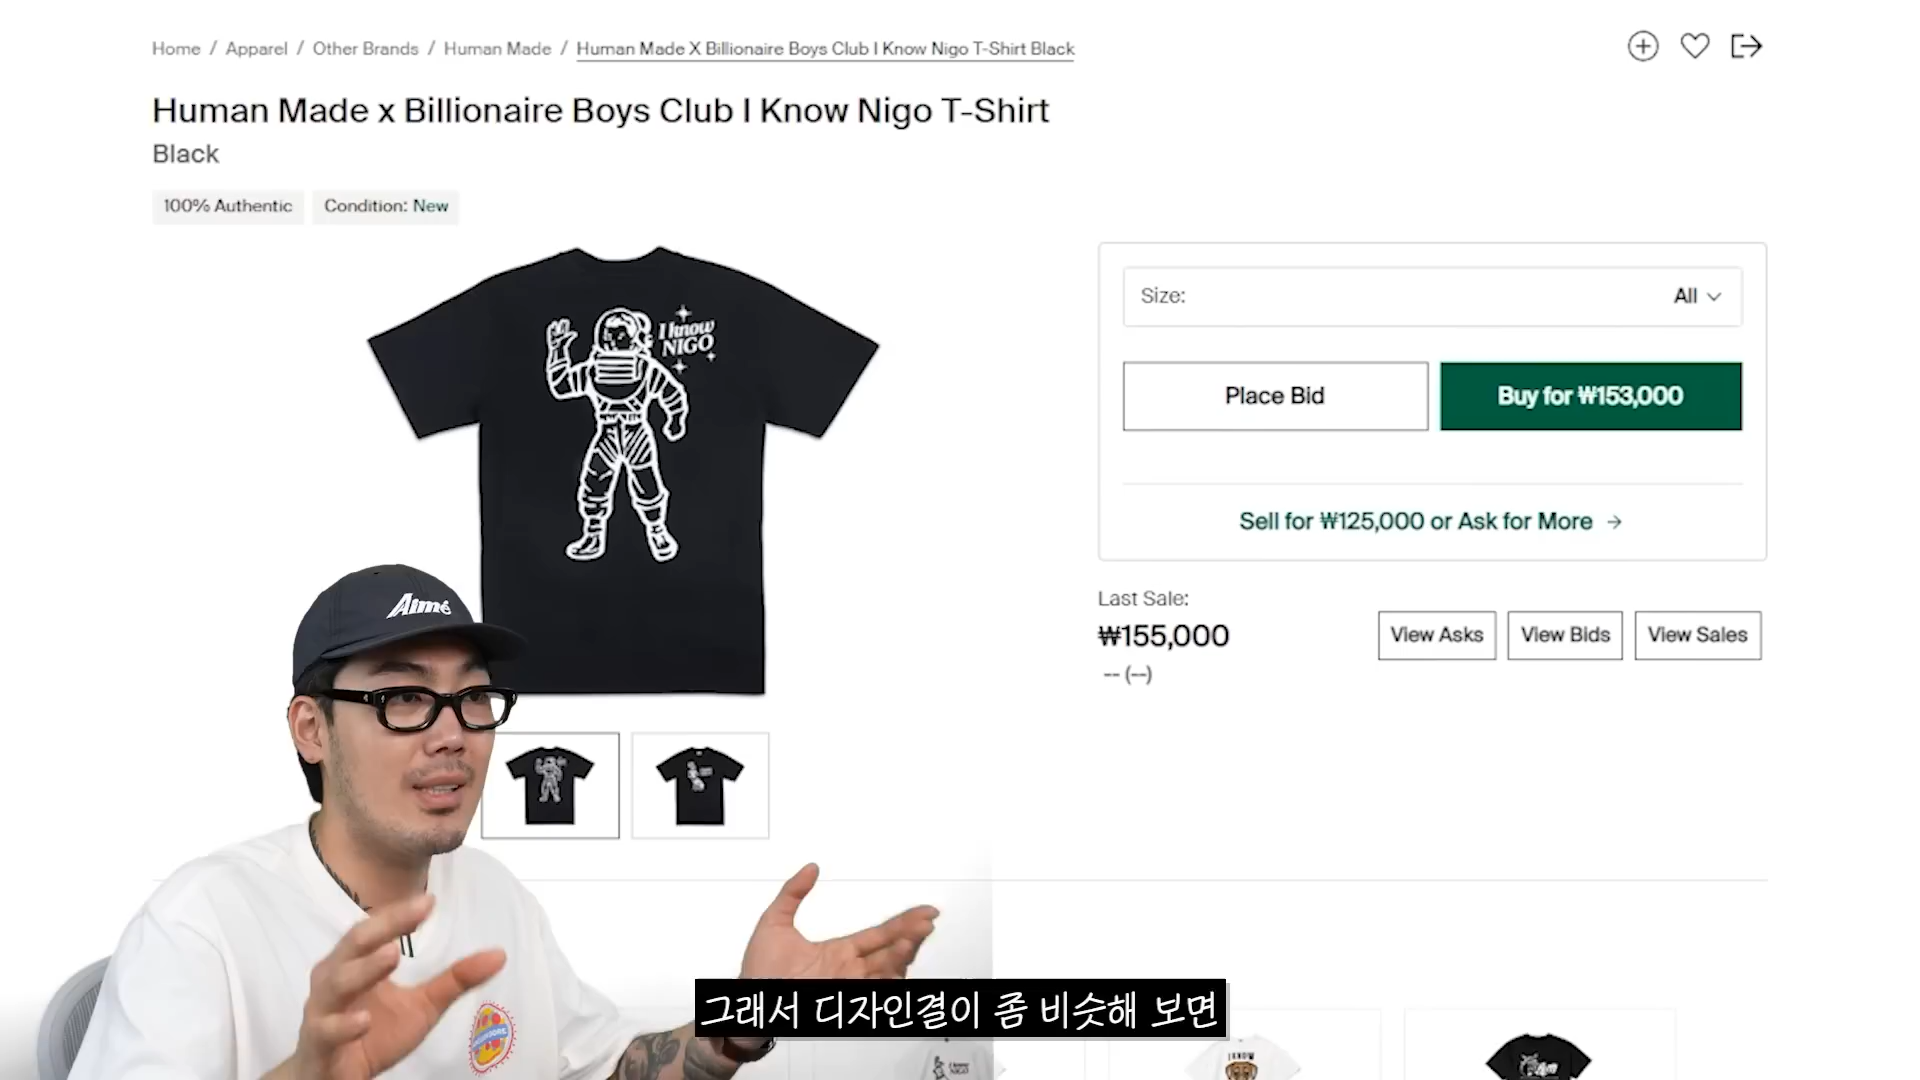 Home / Apparel / Other Brands / Human Made / Human Made X Billionaire Boys Club I Know Nigo T-Shirt Black
Human Made x Billionaire Boys Club I Know Nigo T-Shirt
Black
100% Authentic
Condition: New
I know
NIGO
Size:
All
Place Bid
Buy for ₩153,000
Sell for ₩125,000 or Ask for More →
Last Sale:
₩155,000
-- (--)
View Asks
View Bids
View Sales
Aimé
그래서 디자인결이 좀 비슷해 보면
I know
NIGO
I KNOW